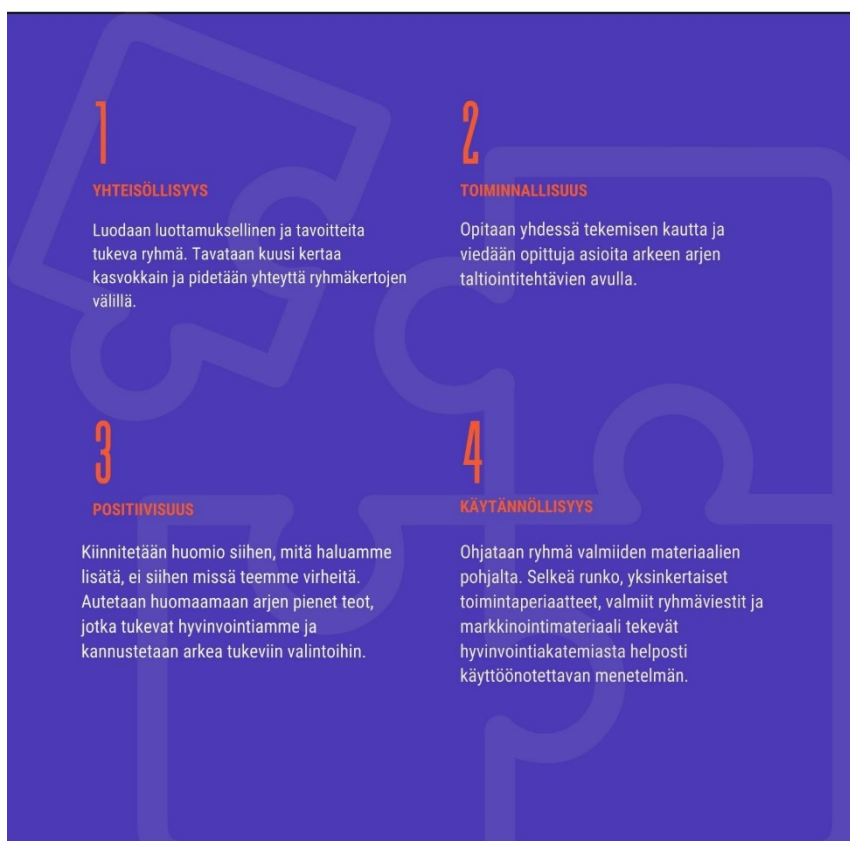 1
YHTEISÖLLISYYS
Luodaan luottamuksellinen ja tavoitteita
tukeva ryhmä. Tavataan kuusi kertaa
kasvokkain ja pidetään yhteyttä ryhmäkertojen
välillä.
2
TOIMINNALLISUUS
Opitaan yhdessä tekemisen kautta ja
viedään opittuja asioita arkeen arjen
taltiointitehtävien avulla.
3
POSITIIVISUUS
Kiinnitetään huomio siihen, mitä haluamme
lisätä, ei siihen missä teemme virheitä.
Autetaan huomaamaan arjen pienet teot,
jotka tukevat hyvinvointiamme ja
kannustetaan arkea tukeviin valintoihin.
4
KÄYTÄNNÖLLISYYS
Ohjataan ryhmä valmiiden materiaalien
pohjalta. Selkeä runko, yksinkertaiset
toimintaperiaatteet, valmiit ryhmäviestit ja
markkinointimateriaali tekevät
hyvinvointiakatemiasta helposti
käyttöönotettavan menetelmän.